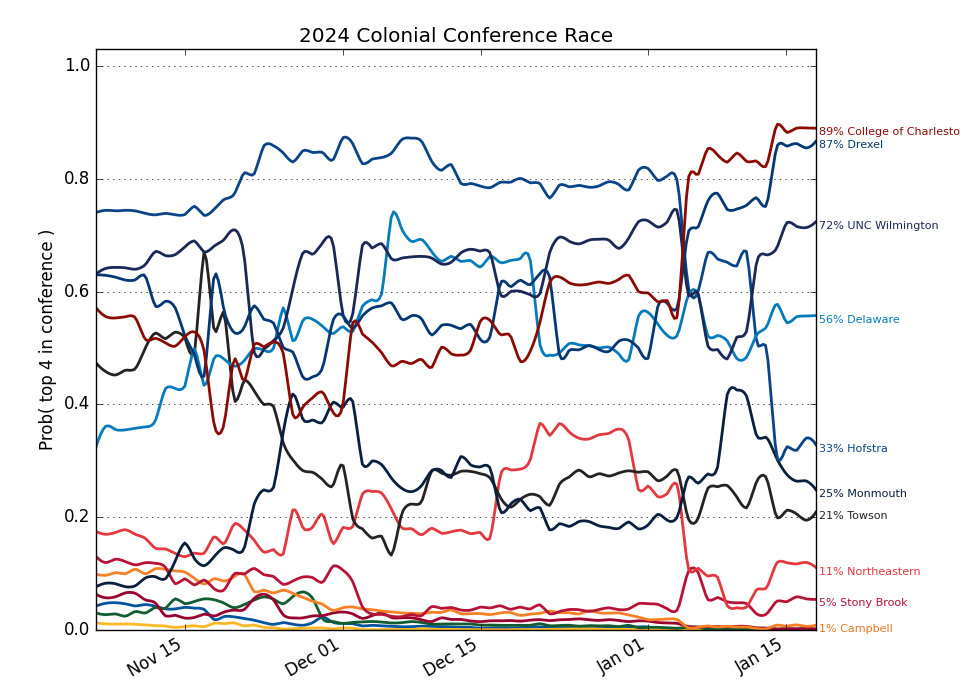 2024 Colonial Conference Race
Prob( top 4 in conference )
1.0
0.8
0.6
0.4
0.2
0.0
Nov 15
Dec 01
Dec 15
Jan 01
Jan 15
89% College of Charlesto
87% Drexel
72% UNC Wilmington
56% Delaware
33% Hofstra
25% Monmouth
21% Towson
11% Northeastern
5% Stony Brook
1% Campbell